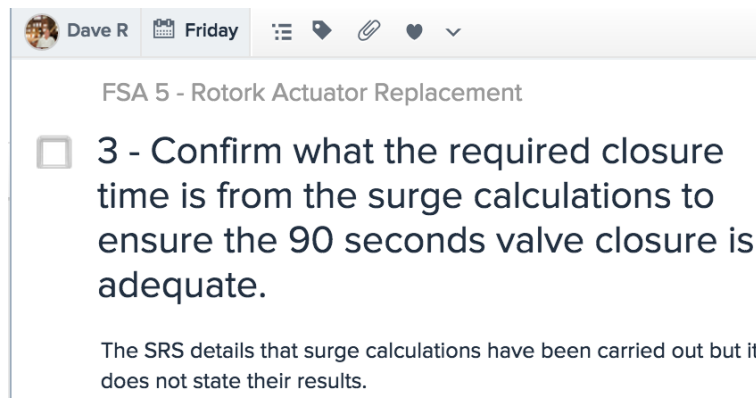 Dave R Friday
FSA 5 - Rotork Actuator Replacement
3 - Confirm what the required closure
time is from the surge calculations to
ensure the 90 seconds valve closure is
adequate.
The SRS details that surge calculations have been carried out but it
does not state their results.